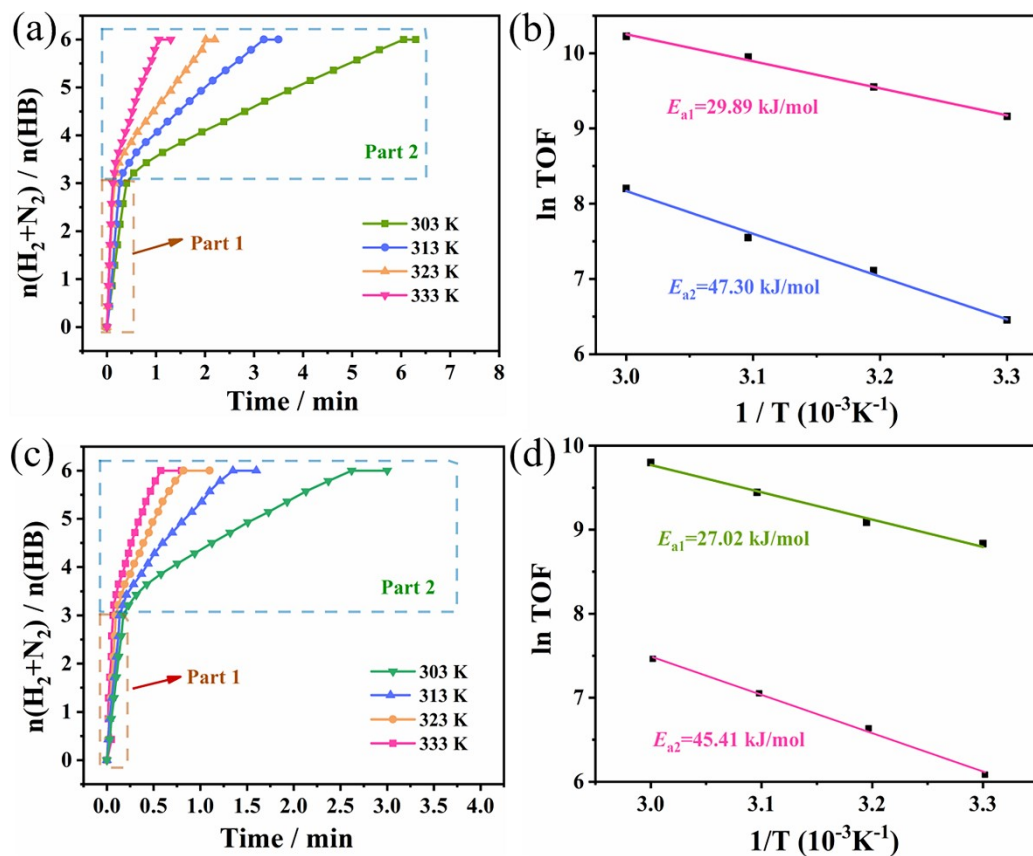 (a)
n(H₂+N₂) / n(HB)
6
5
4
3
2
1
0
Part 2
Part 1
303 K
313 K
323 K
333 K
0 1 2 3 4 5 6 7 8
Time / min
(b)
ln TOF
10
9
8
7
6
Eₐ₁=29.89 kJ/mol
Eₐ₂=47.30 kJ/mol
3.0 3.1 3.2 3.3
1 / T (10⁻³K⁻¹)
(c)
n(H₂+N₂) / n(HB)
6
5
4
3
2
1
0
Part 2
Part 1
303 K
313 K
323 K
333 K
0.0 0.5 1.0 1.5 2.0 2.5 3.0 3.5 4.0
Time / min
(d)
ln TOF
10
9
8
7
6
Eₐ₁=27.02 kJ/mol
Eₐ₂=45.41 kJ/mol
3.0 3.1 3.2 3.3
1/T (10⁻³K⁻¹)